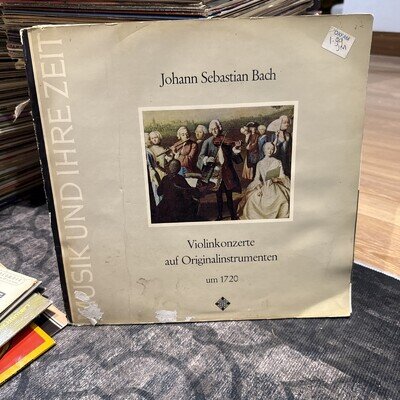 MUSIK UND IHRE ZEIT
Johann Sebastian Bach
Violinkonzerte
auf Originalinstrumenten
um 1720